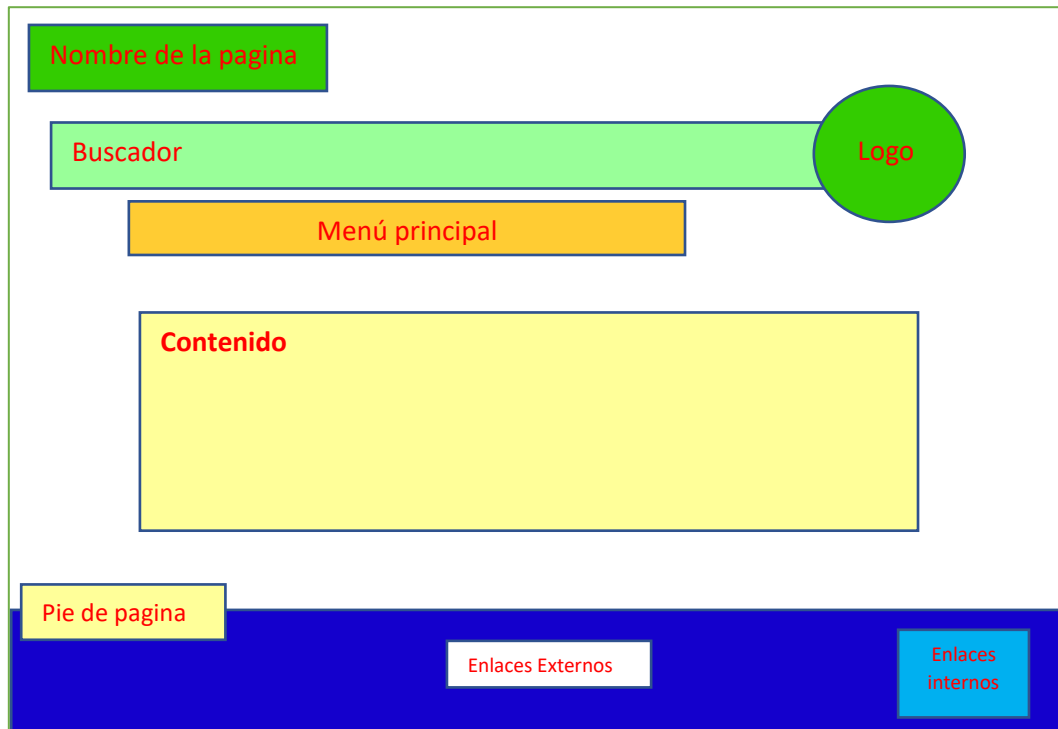 Nombre de la pagina
Buscador
Logo
Menú principal
Contenido
Pie de pagina
Enlaces Externos
Enlaces
internos